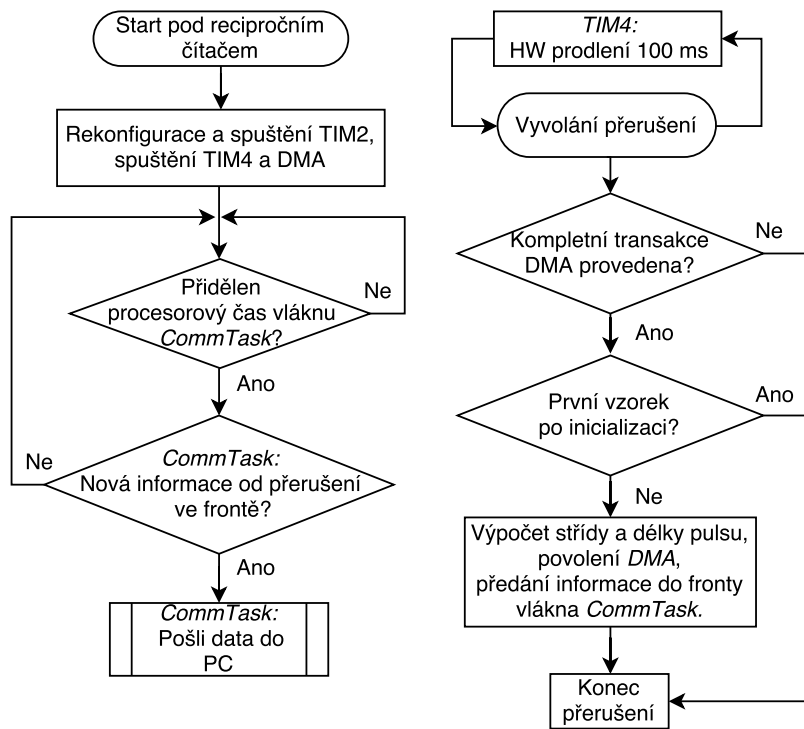 Start pod recipročním
čítačem
Rekonfigurace a spuštění TIM2,
spuštění TIM4 a DMA
Přidělen
procesorový čas vláknu
CommTask?
Ne
Ano
CommTask:
Nová informace od přerušení
ve frontě?
Ne
Ano
CommTask:
Pošli data do
PC
TIM4:
HW prodlení 100 ms
Vyvolání přerušení
Kompletní transakce
DMA provedena?
Ne
Ano
První vzorek
po inicializaci?
Ano
Ne
Výpočet střídy a délky pulsu,
povolení DMA,
předání informace do fronty
vlákna CommTask.
Konec
přerušení